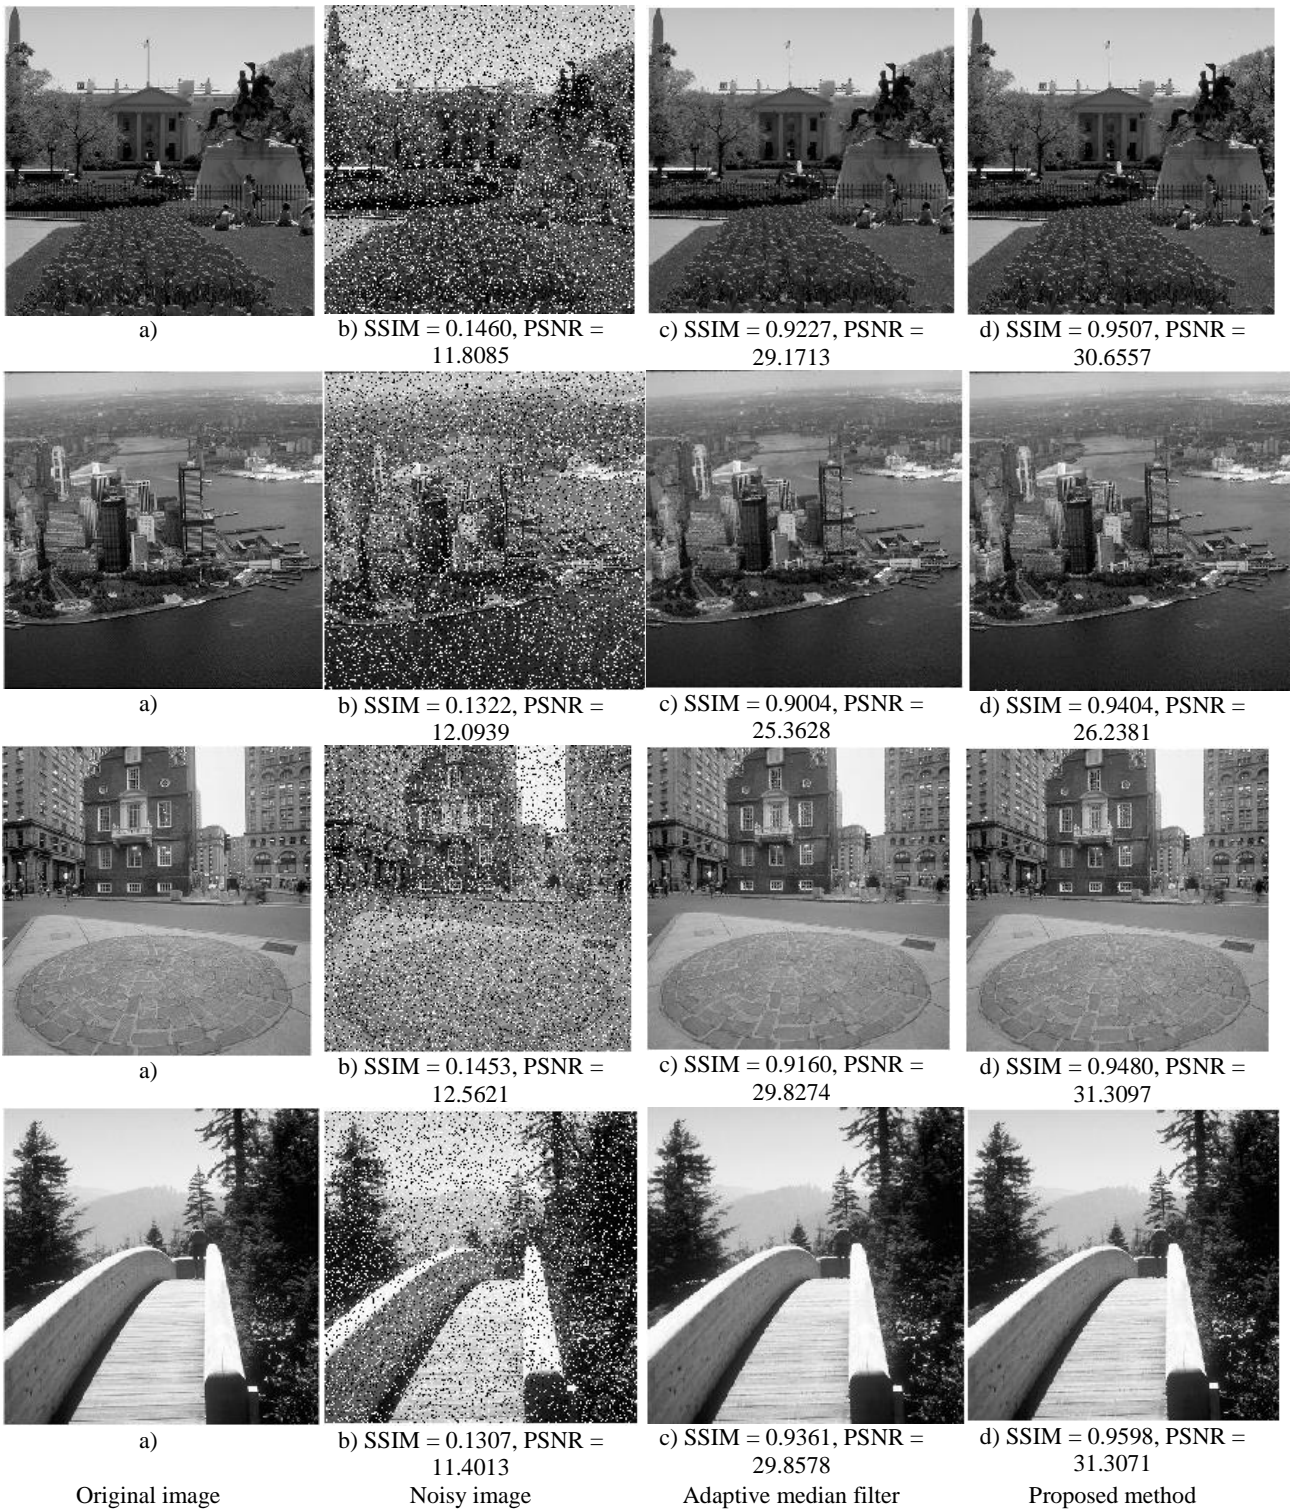 a)
b) SSIM = 0.1460, PSNR =
11.8085
c) SSIM = 0.9227, PSNR =
29.1713
d) SSIM = 0.9507, PSNR =
30.6557
a)
b) SSIM = 0.1322, PSNR =
12.0939
c) SSIM = 0.9004, PSNR =
25.3628
d) SSIM = 0.9404, PSNR =
26.2381
a)
b) SSIM = 0.1453, PSNR =
12.5621
c) SSIM = 0.9160, PSNR =
29.8274
d) SSIM = 0.9480, PSNR =
31.3097
a)
b) SSIM = 0.1307, PSNR =
11.4013
c) SSIM = 0.9361, PSNR =
29.8578
d) SSIM = 0.9598, PSNR =
31.3071
Original image
Noisy image
Adaptive median filter
Proposed method